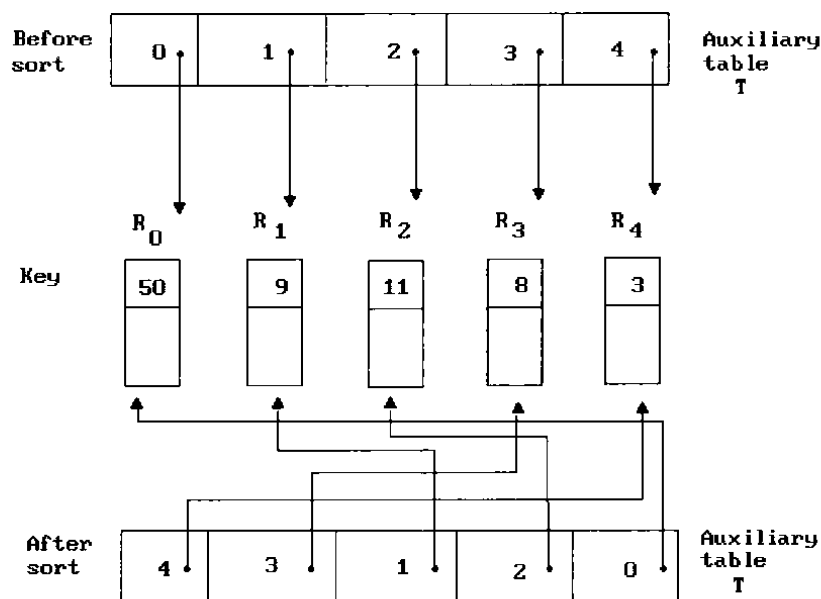 Before sort
0 1 2 3 4
Auxiliary table T
R0 R1 R2 R3 R4
Key
50 9 11 8 3
After sort
4 3 1 2 0
Auxiliary table T